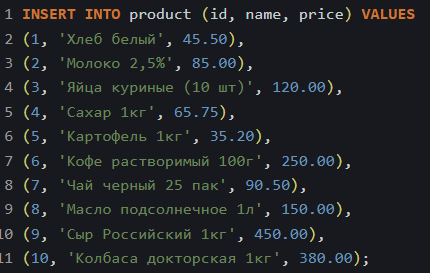 1 INSERT INTO product (id, name, price) VALUES
2 (1, 'Хлеб белый', 45.50),
3 (2, 'Молоко 2,5%', 85.00),
4 (3, 'Яйца куриные (10 шт)', 120.00),
5 (4, 'Сахар 1кг', 65.75),
6 (5, 'Картофель 1кг', 35.20),
7 (6, 'Кофе растворимый 100г', 250.00),
8 (7, 'Чай черный 25 пак', 90.50),
9 (8, 'Масло подсолнечное 1л', 150.00),
10 (9, 'Сыр Российский 1кг', 450.00),
11 (10, 'Колбаса докторская 1кг', 380.00);